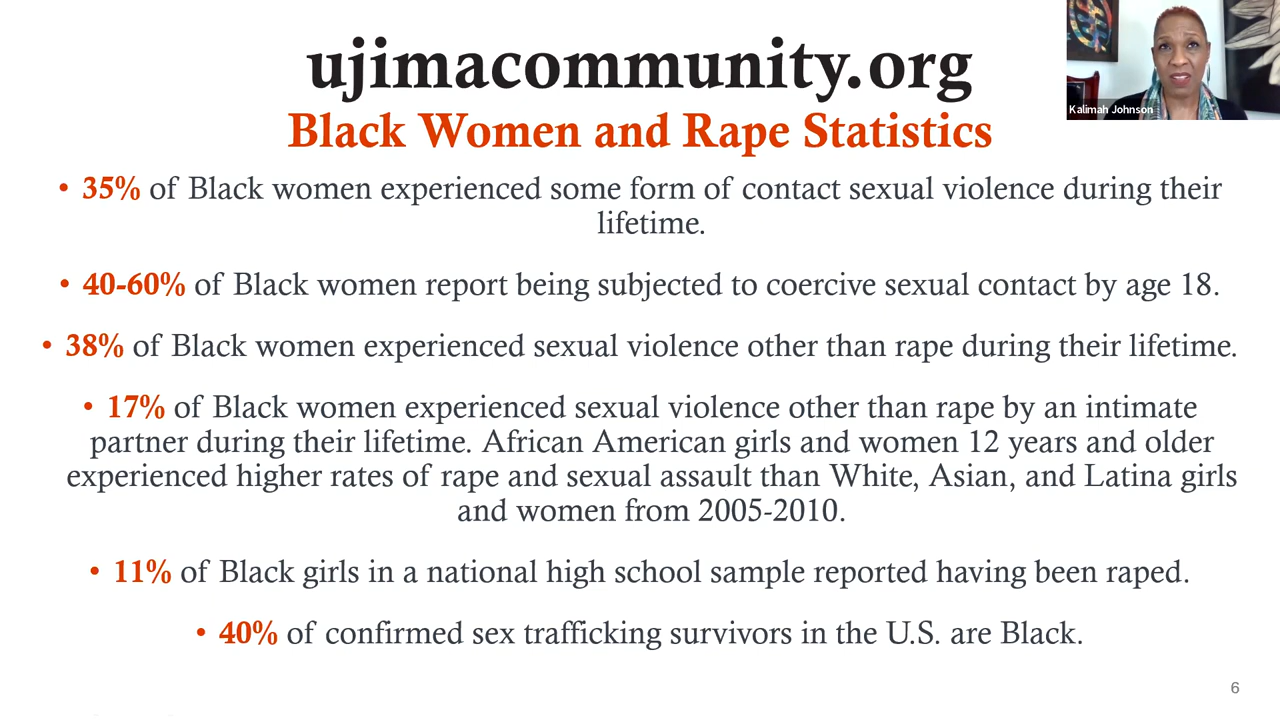 ujimacommunity.org
Kalimah Johnson
Black Women and Rape Statistics
• 35% of Black women experienced some form of contact sexual violence during their
lifetime.
• 40-60% of Black women report being subjected to coercive sexual contact by age 18.
• 38% of Black women experienced sexual violence other than rape during their lifetime.
• 17% of Black women experienced sexual violence other than rape by an intimate
partner during their lifetime. African American girls and women 12 years and older
experienced higher rates of rape and sexual assault than White, Asian, and Latina girls
and women from 2005-2010.
• 11% of Black girls in a national high school sample reported having been raped.
• 40% of confirmed sex trafficking survivors in the U.S. are Black.
6